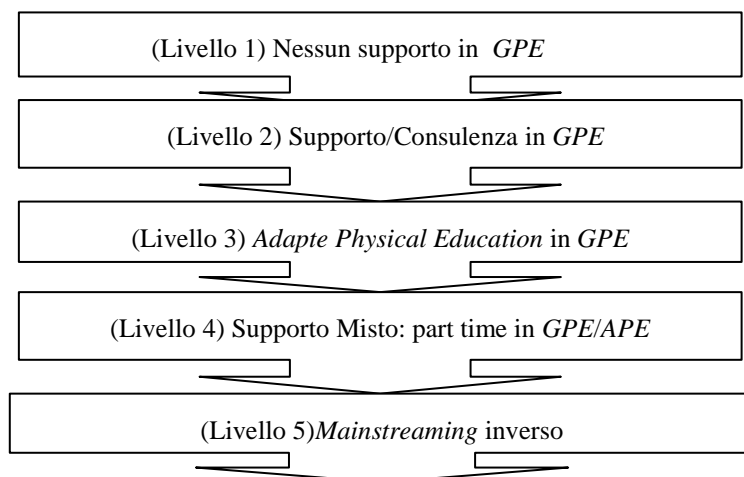 (Livello 1) Nessun supporto in GPE
(Livello 2) Supporto/Consulenza in GPE
(Livello 3) Adapte Physical Education in GPE
(Livello 4) Supporto Misto: part time in GPE/APE
(Livello 5)Mainstreaming inverso